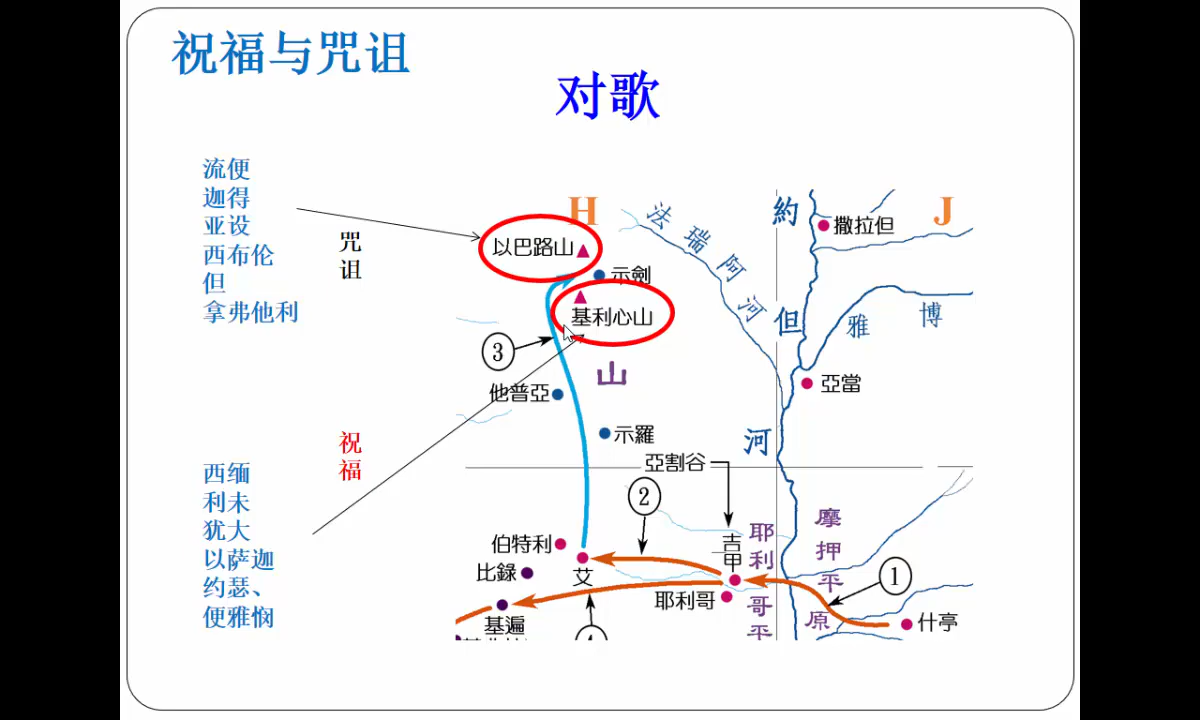 祝福与咒诅
对歌
流便
迦得
亚设
西布伦
但
拿弗他利
咒
诅
祝
福
西缅
利未
犹大
以萨迦
约瑟、
便雅悯
H
J
以巴路山
示劍
基利心山
法瑞阿河
約但河
撒拉但
雅博
亞當
山
③
他普亞
示羅
亞割谷
②
伯特利
比錄
艾
吉甲
耶利哥
耶利哥平
摩押平原
①
什亭
基遍